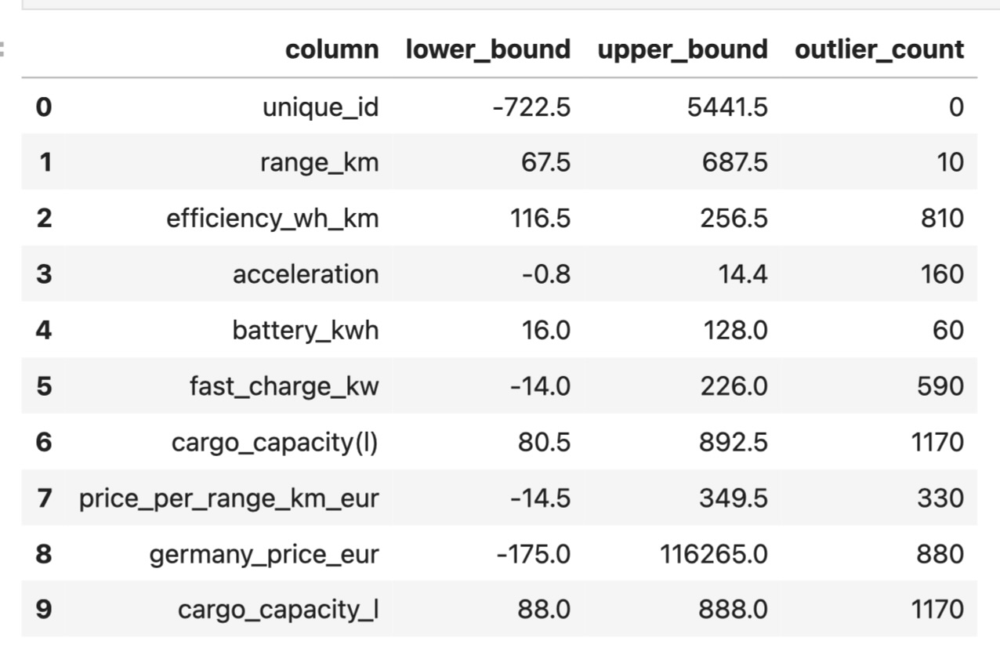 column lower_bound upper_bound outlier_count
0 unique_id -722.5 5441.5 0
1 range_km 67.5 687.5 10
2 efficiency_wh_km 116.5 256.5 810
3 acceleration -0.8 14.4 160
4 battery_kwh 16.0 128.0 60
5 fast_charge_kw -14.0 226.0 590
6 cargo_capacity(l) 80.5 892.5 1170
7 price_per_range_km_eur -14.5 349.5 330
8 germany_price_eur -175.0 116265.0 880
9 cargo_capacity_l 88.0 888.0 1170